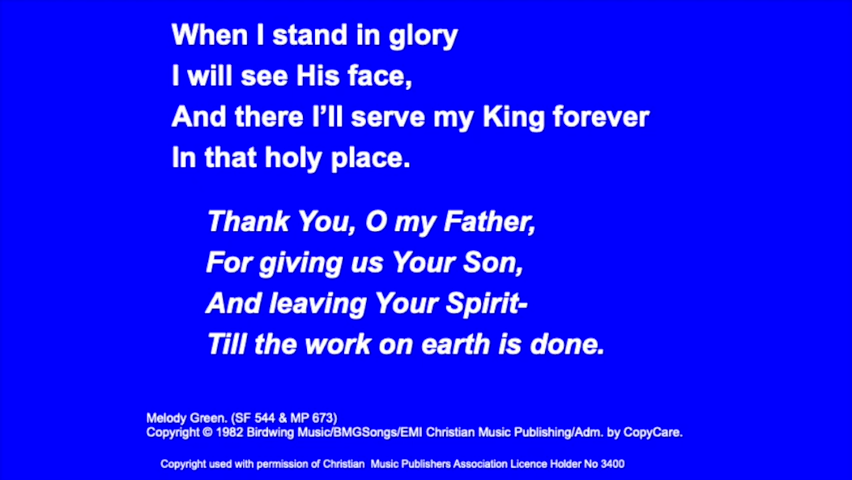 When I stand in glory
I will see His face,
And there I'll serve my King forever
In that holy place.
Thank You, O my Father,
For giving us Your Son,
And leaving Your Spirit-
Till the work on earth is done.
Melody Green. (SF 544 & MP 673)
Copyright © 1982 Birdwing Music/BMGSongs/EMI Christian Music Publishing/Adm. by CopyCare.
Copyright used with permission of Christian Music Publishers Association Licence Holder No 3400